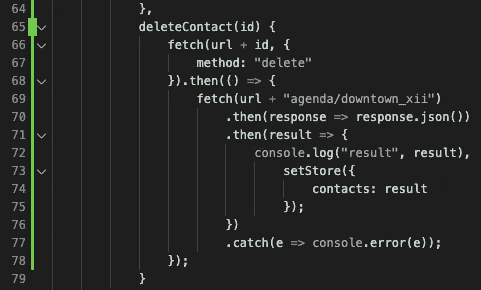 64 },
65 deleteContact(id) {
66 fetch(url + id, {
67 method: "delete"
68 }).then(() => {
69 fetch(url + "agenda/downtown_xii")
70 .then(response => response.json())
71 .then(result => {
72 console.log("result", result),
73 setStore({
74 contacts: result
75 });
76 })
77 .catch(e => console.error(e));
78 });
79 }